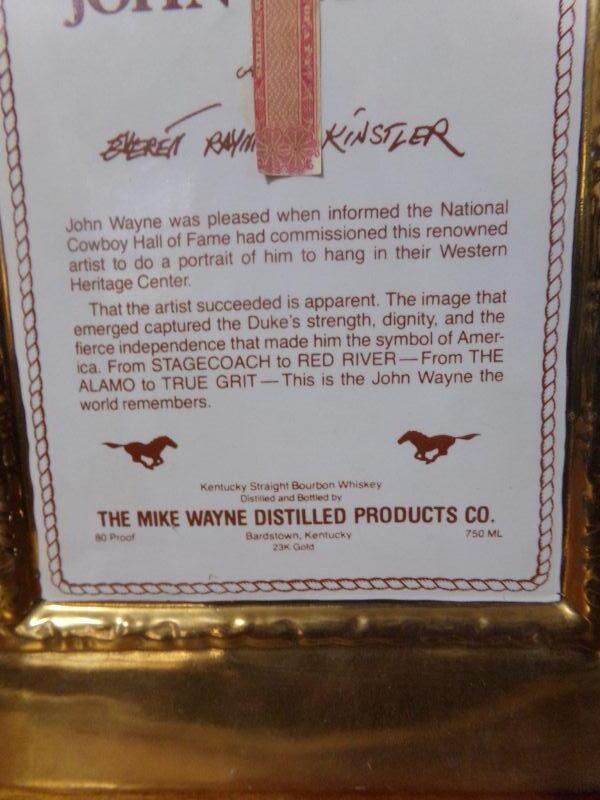 JOHN
EVERETT RAYM KINSTLER
John Wayne was pleased when informed the National
Cowboy Hall of Fame had commissioned this renowned
artist to do a portrait of him to hang in their Western
Heritage Center.
That the artist succeeded is apparent. The image that
emerged captured the Duke's strength, dignity, and the
fierce independence that made him the symbol of Amer-
ica. From STAGECOACH to RED RIVER—From THE
ALAMO to TRUE GRIT—This is the John Wayne the
world remembers.
Kentucky Straight Bourbon Whiskey
Distilled and Bottled by
THE MIKE WAYNE DISTILLED PRODUCTS CO.
80 Proof Bardstown, Kentucky 750 ML
23K Gold